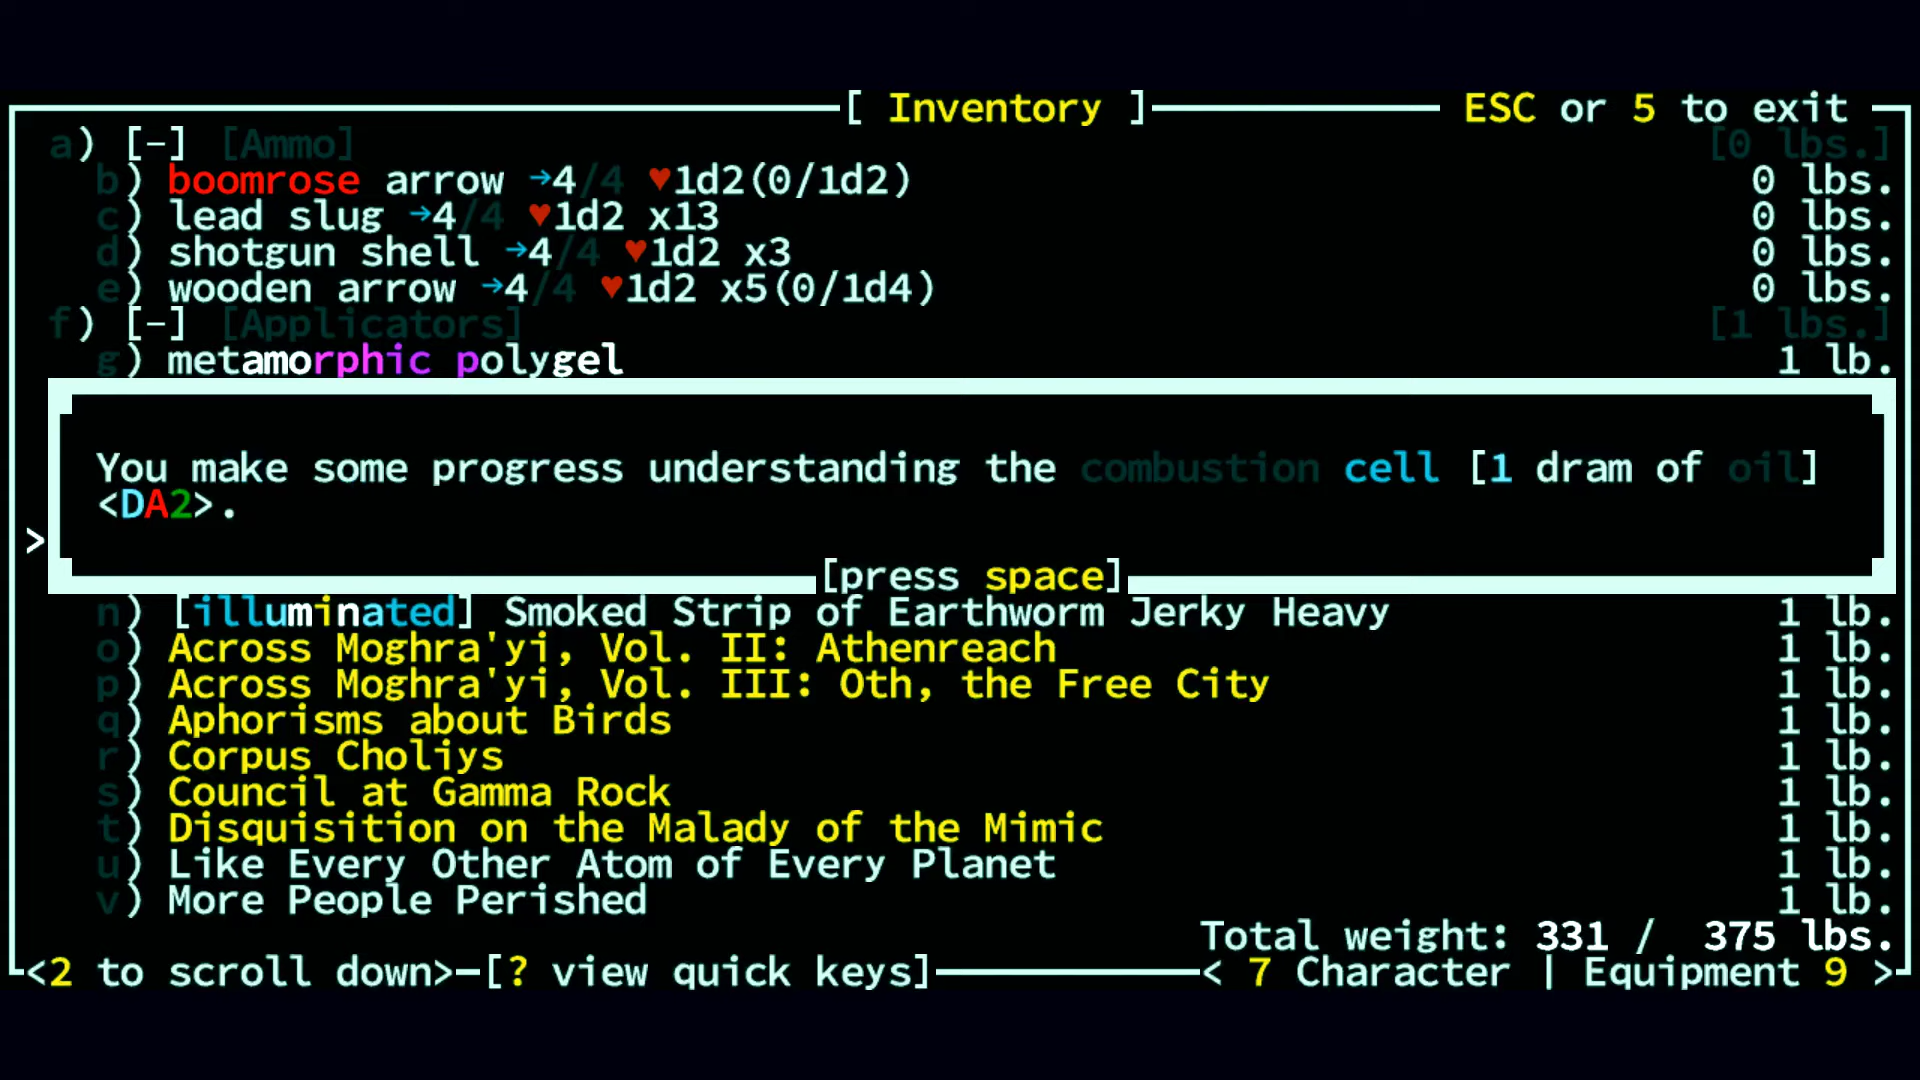 [ Inventory ] ESC or 5 to exit
a) [-] [Ammo] [0 lbs.]
b) boomrose arrow →4/4 ♥1d2(0/1d2) 0 lbs.
c) lead slug →4/4 ♥1d2 x13 0 lbs.
d) shotgun shell →4/4 ♥1d2 x3 0 lbs.
e) wooden arrow →4/4 ♥1d2 x5(0/1d4) 0 lbs.
f) [-] [Applicators] [1 lbs.]
g) metamorphic polygel 1 lb.
You make some progress understanding the combustion cell [1 dram of oil]
<DA2>.
>
[press space]
n) [illuminated] Smoked Strip of Earthworm Jerky Heavy 1 lb.
o) Across Moghra'yi, Vol. II: Athenreach 1 lb.
p) Across Moghra'yi, Vol. III: Oth, the Free City 1 lb.
q) Aphorisms about Birds 1 lb.
r) Corpus Choliys 1 lb.
s) Council at Gamma Rock 1 lb.
t) Disquisition on the Malady of the Mimic 1 lb.
u) Like Every Other Atom of Every Planet 1 lb.
v) More People Perished 1 lb.
Total weight: 331 / 375 lbs.
<2 to scroll down> [? view quick keys] < 7 Character | Equipment 9 >